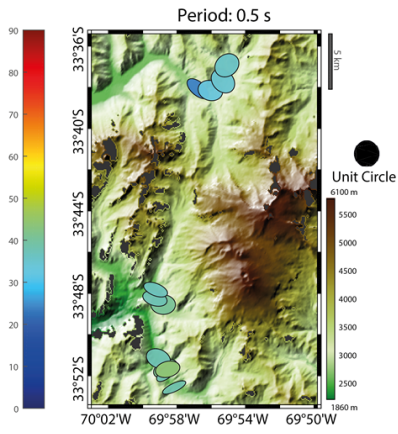 Period: 0.5 s
90
80
70
60
50
40
30
20
10
0
33°36'S
33°40'S
33°44'S
33°48'S
33°52'S
70°02'W
69°58'W
69°54'W
69°50'W
5 km
Unit Circle
6100 m
5500
5000
4500
4000
3500
3000
2500
1860 m